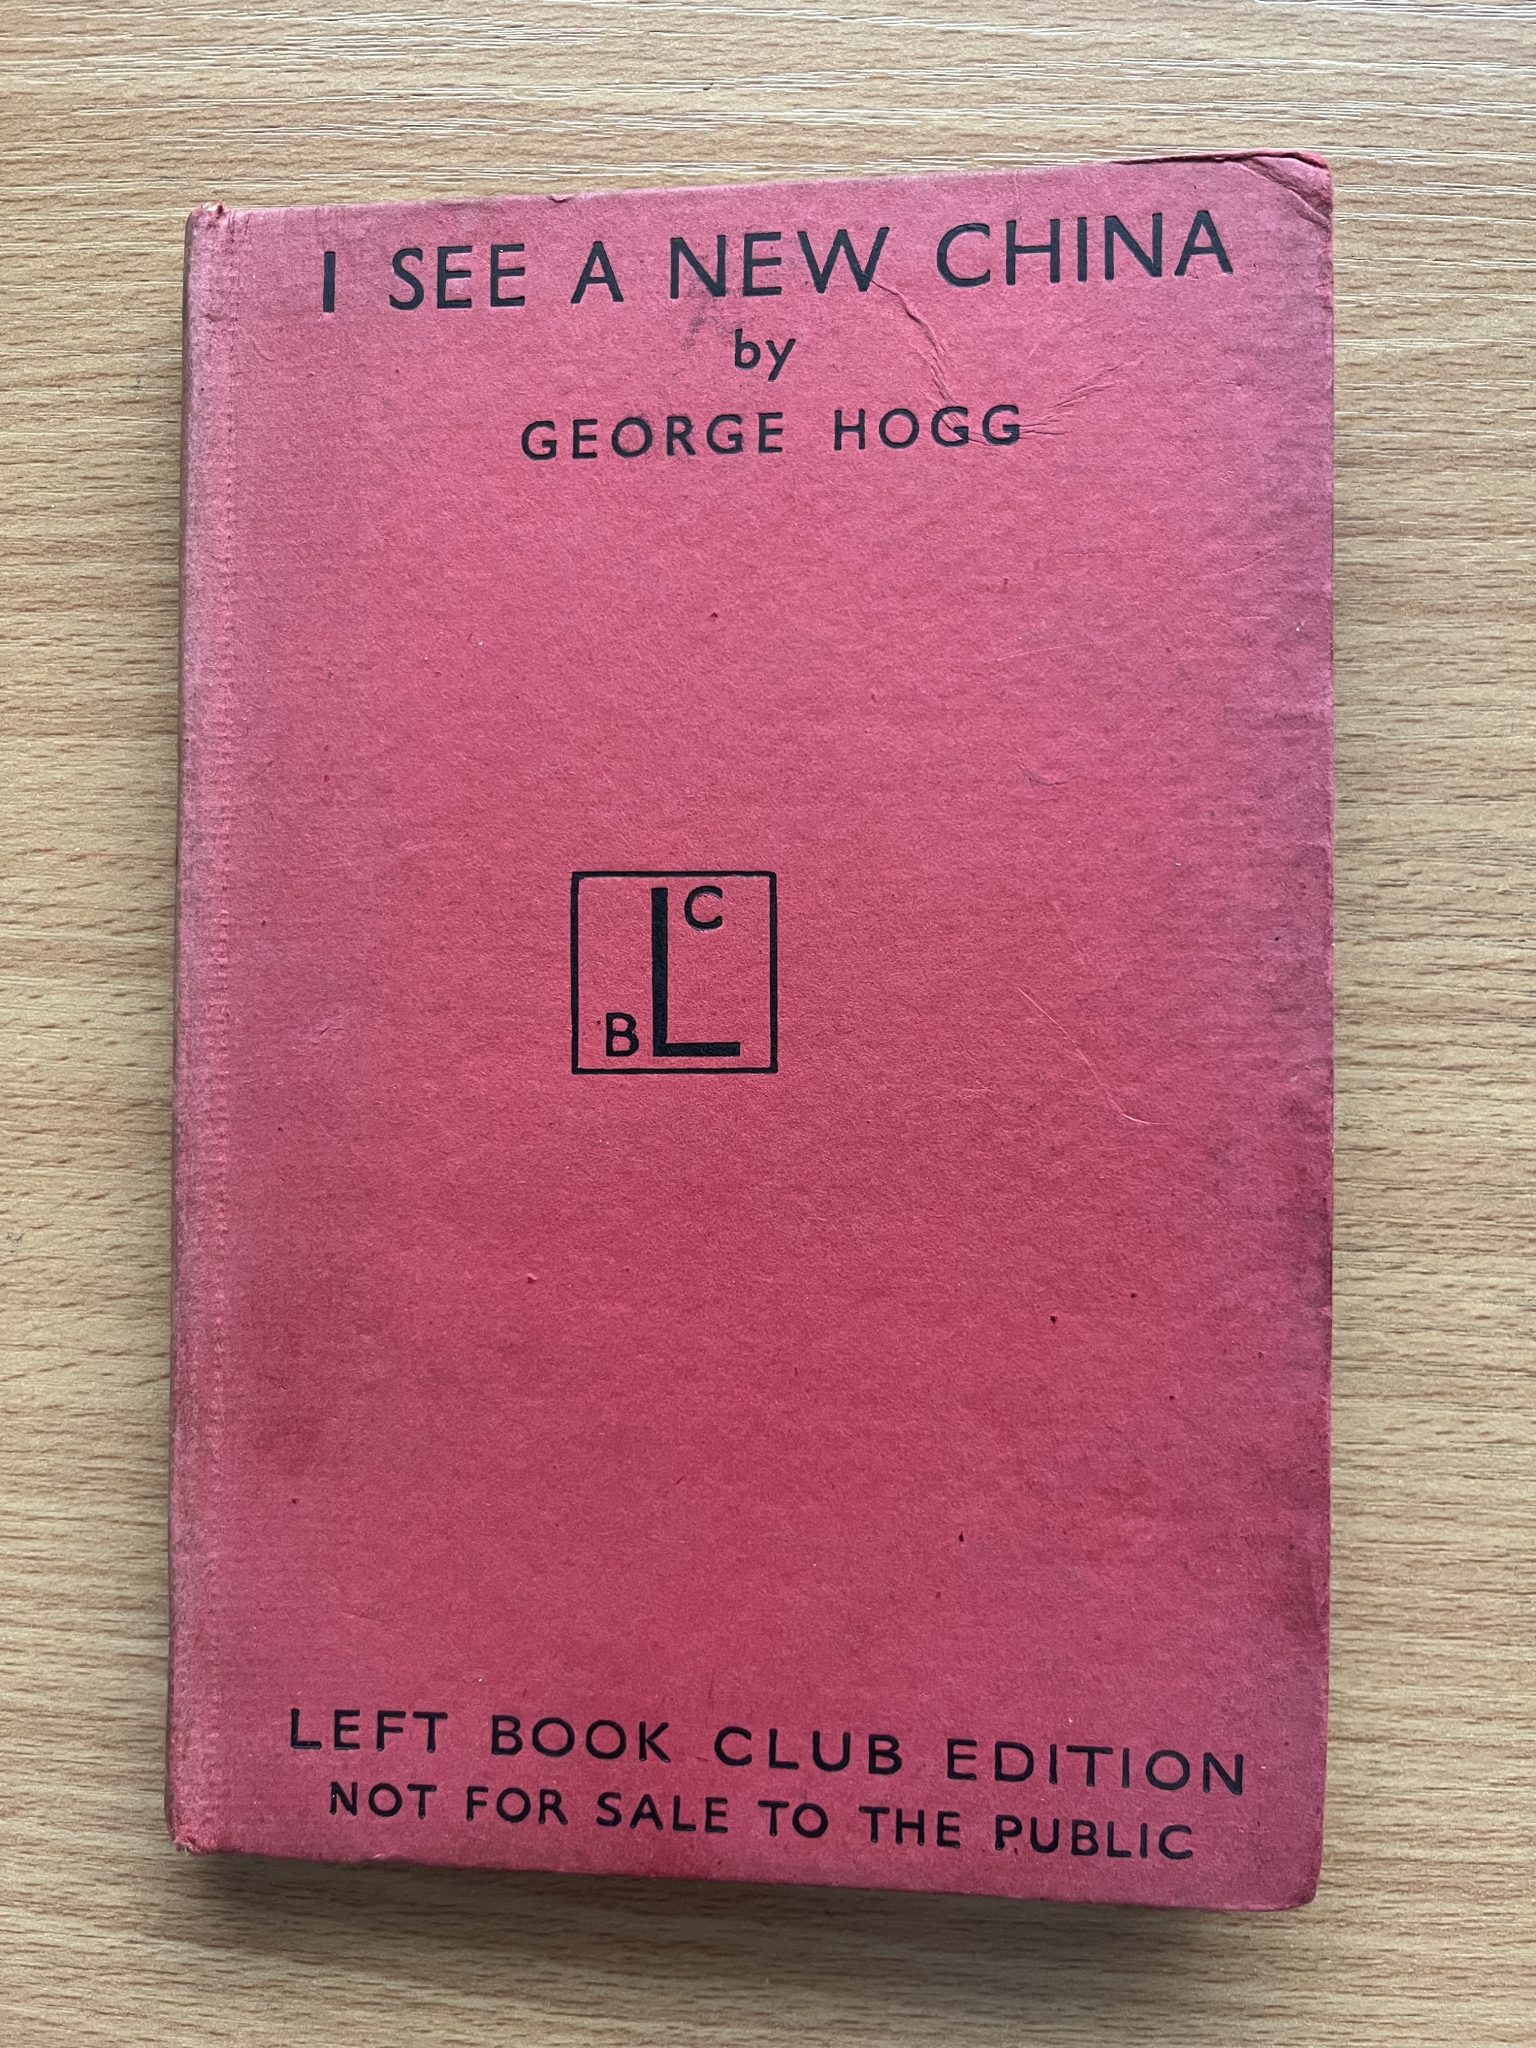 I SEE A NEW CHINA
by
GEORGE HOGG
C
B L
LEFT BOOK CLUB EDITION
NOT FOR SALE TO THE PUBLIC